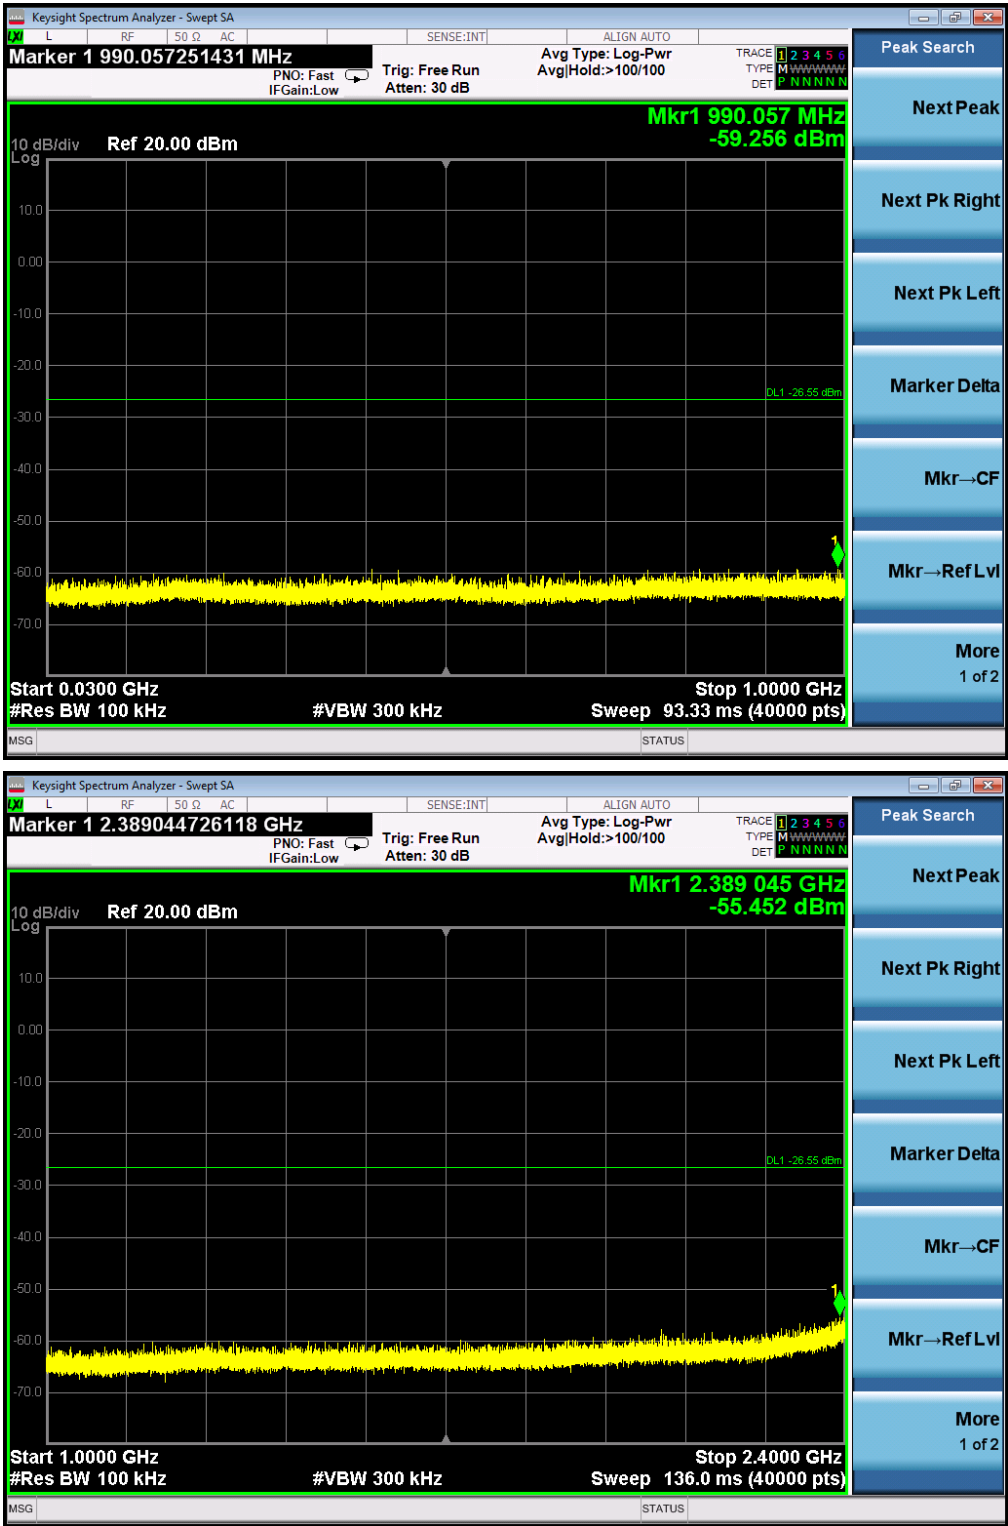 Keysight Spectrum Analyzer - Swept SA
LXI L RF 50 Ω AC SENSE:INT ALIGN AUTO
Marker 1 990.057251431 MHz
PNO: Fast
IFGain:Low
Trig: Free Run
Atten: 30 dB
Avg Type: Log-Pwr
Avg|Hold:>100/100
TRACE 1 2 3 4 5 6
TYPE M WWWWW
DET P N N N N N
Peak Search
Mkr1 990.057 MHz
-59.256 dBm
10 dB/div Ref 20.00 dBm
Log
10.0
0.00
-10.0
-20.0
-30.0
-40.0
-50.0
-60.0
-70.0
DL1 -26.55 dBm
1
Start 0.0300 GHz Stop 1.0000 GHz
#Res BW 100 kHz #VBW 300 kHz Sweep 93.33 ms (40000 pts)
MSG STATUS
Next Peak
Next Pk Right
Next Pk Left
Marker Delta
Mkr→CF
Mkr→Ref Lvl
More
1 of 2
Keysight Spectrum Analyzer - Swept SA
LXI L RF 50 Ω AC SENSE:INT ALIGN AUTO
Marker 1 2.389044726118 GHz
PNO: Fast
IFGain:Low
Trig: Free Run
Atten: 30 dB
Avg Type: Log-Pwr
Avg|Hold:>100/100
TRACE 1 2 3 4 5 6
TYPE M WWWWW
DET P N N N N N
Peak Search
Mkr1 2.389 045 GHz
-55.452 dBm
10 dB/div Ref 20.00 dBm
Log
10.0
0.00
-10.0
-20.0
-30.0
-40.0
-50.0
-60.0
-70.0
DL1 -26.55 dBm
1
Start 1.0000 GHz Stop 2.4000 GHz
#Res BW 100 kHz #VBW 300 kHz Sweep 136.0 ms (40000 pts)
MSG STATUS
Next Peak
Next Pk Right
Next Pk Left
Marker Delta
Mkr→CF
Mkr→Ref Lvl
More
1 of 2